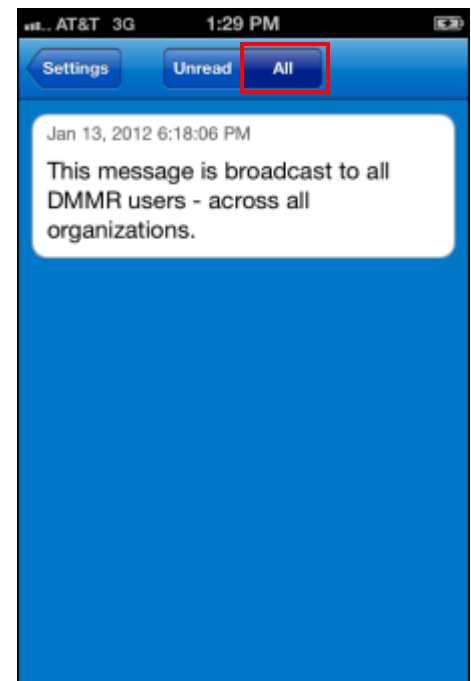 AT&T 3G 1:29 PM
Settings Unread All
Jan 13, 2012 6:18:06 PM
This message is broadcast to all
DMMR users - across all
organizations.